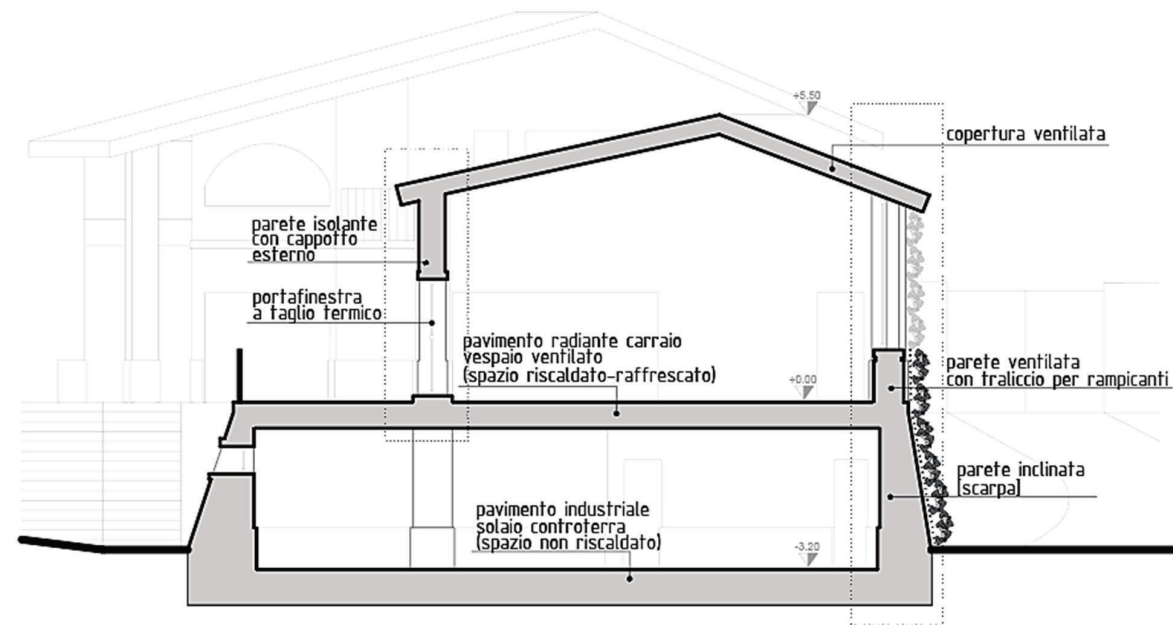 +5.50
copertura ventilata
parete isolante
con cappotto
esterno
portafinestra
a taglio termico
pavimento radiante carraio
vespaio ventilato
(spazio riscaldato-raffrescato)
+0.00
parete ventilata
con traliccio per rampicanti
parete inclinata
[scarpa]
pavimento industriale
solaio controterra
(spazio non riscaldato)
-3.20